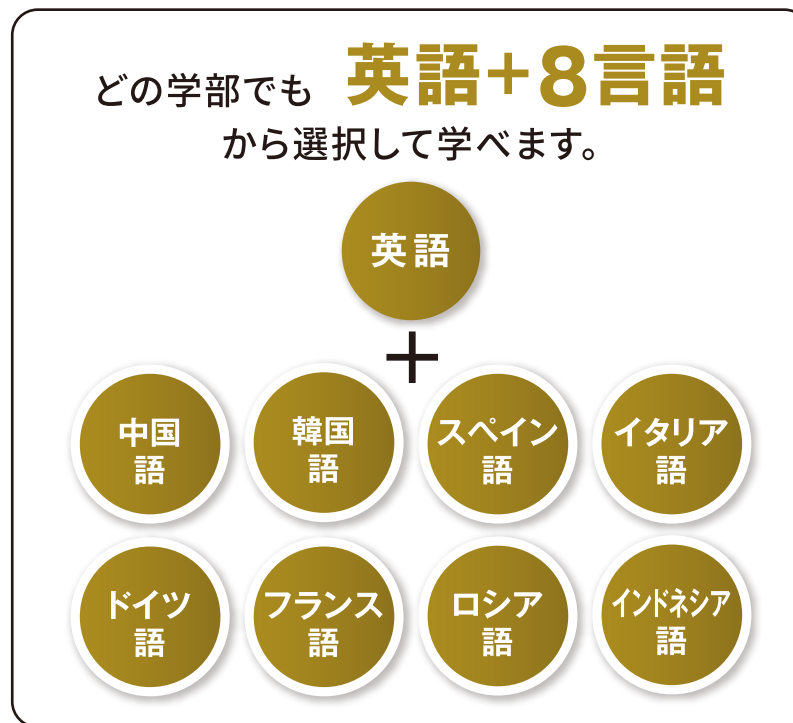 どの学部でも 英語+8言語
から選択して学べます。
英語
+
中国
語
韓国
語
スペイン
語
イタリア
語
ドイツ
語
フランス
語
ロシア
語
インドネシア
語